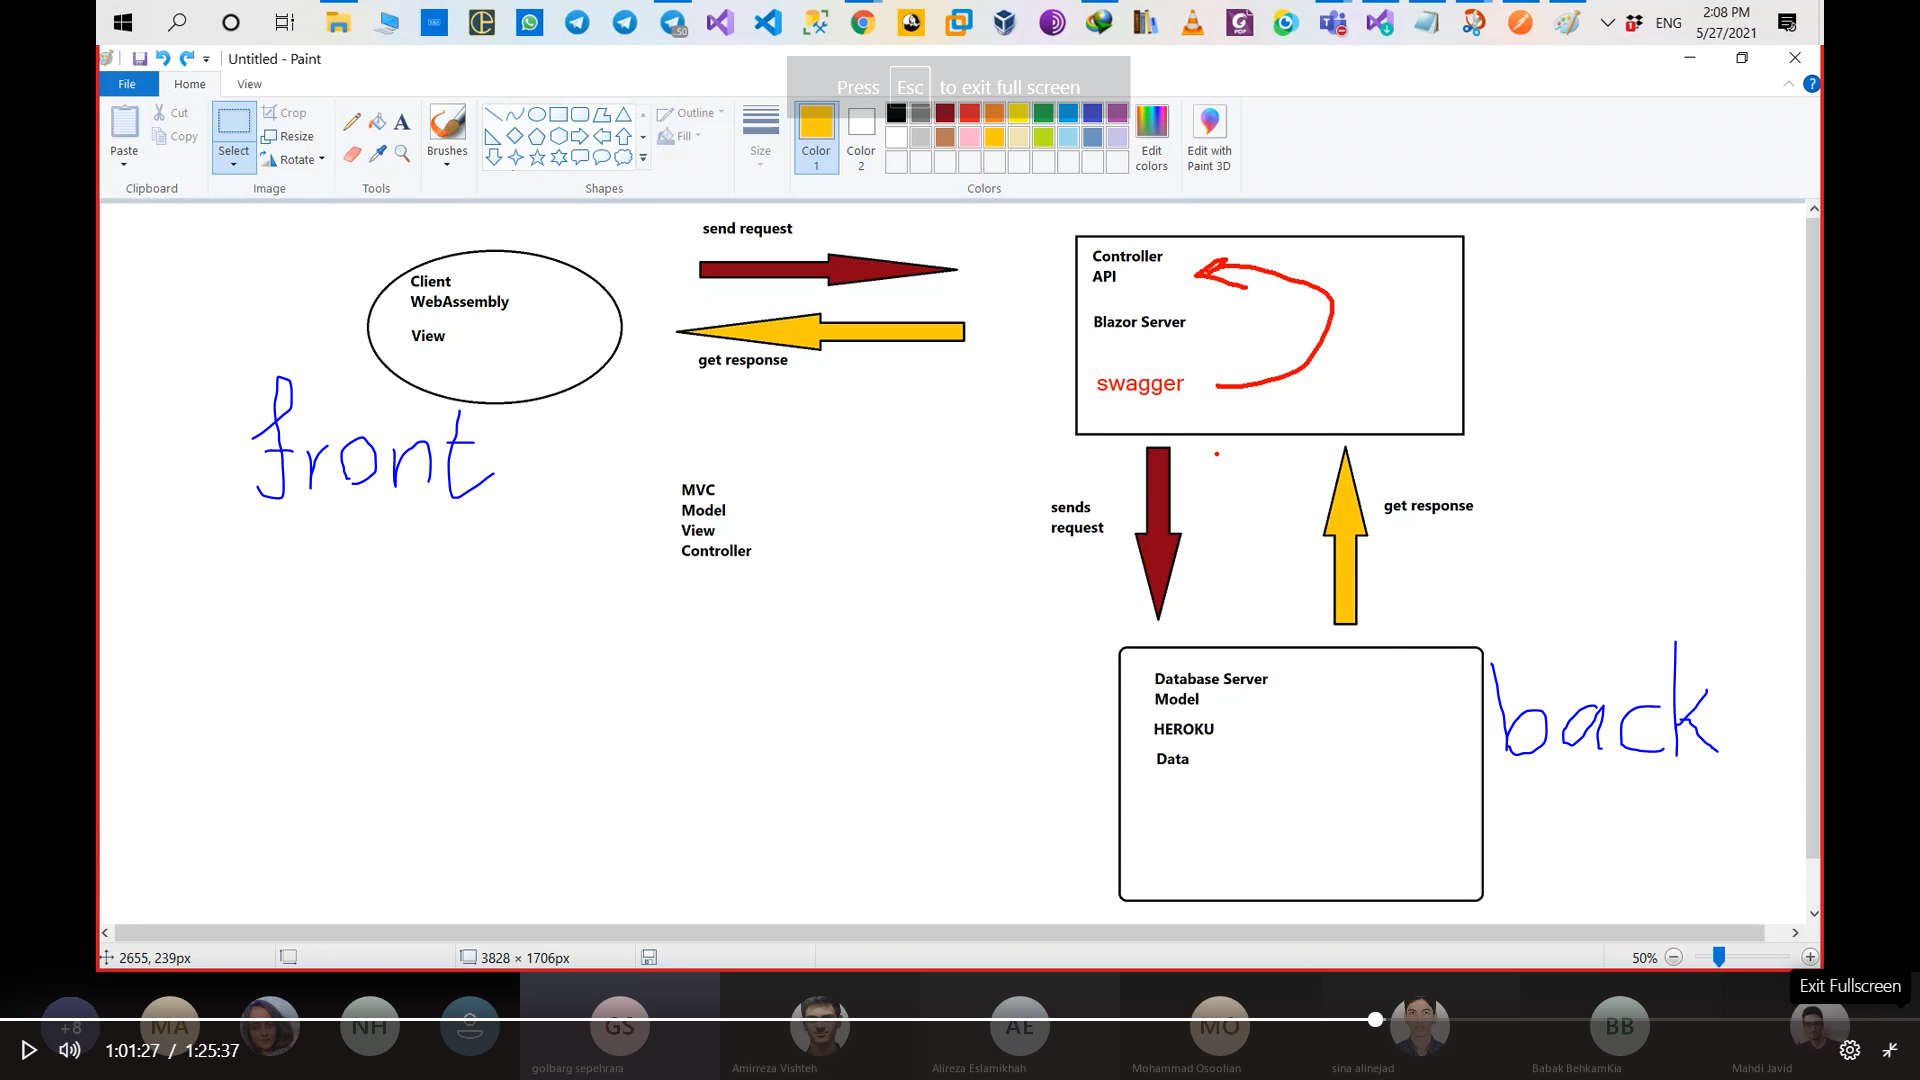 50
ENG
2:08 PM
5/27/2021
Untitled - Paint
Press Esc to exit full screen
File
Home
View
Paste
Cut
Copy
Clipboard
Select
Crop
Resize
Rotate
Image
A
Tools
Brushes
Shapes
Outline
Fill
Size
Color
1
Color
2
Colors
Edit
colors
Edit with
Paint 3D
send request
get response
Client
WebAssembly
View
front
Controller
API
Blazor Server
swagger
MVC
Model
View
Controller
sends
request
get response
Database Server
Model
HEROKU
Data
back
2655, 239px
3828 × 1706px
50%
Exit Fullscreen
+8
MA
NH
GS
AE
MO
BB
1:01:27 / 1:25:37
golbarg sepehrara
Amirreza Vishteh
Alireza Eslamikhah
Mohammad Osoolian
sina alinejad
Babak BehkamKia
Mahdi Javid